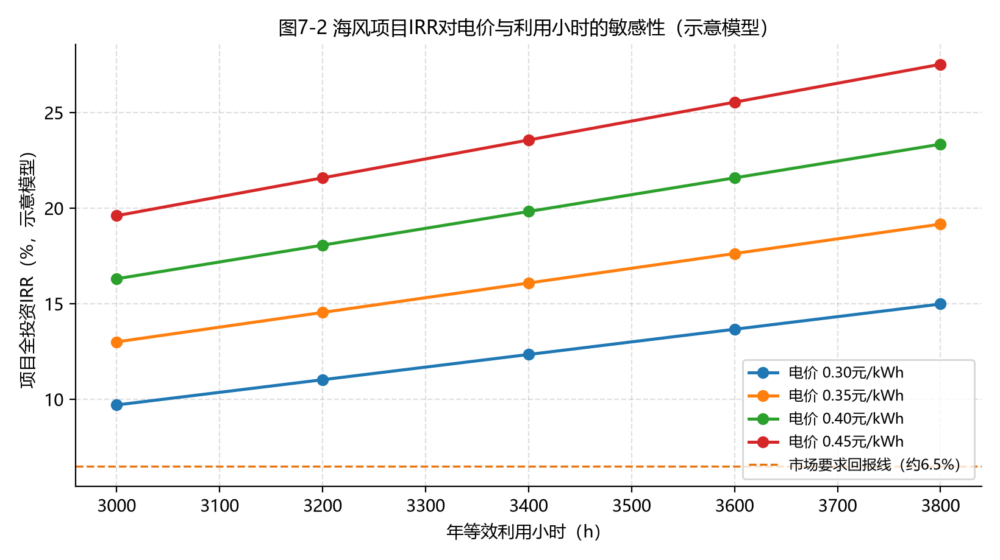 图7-2 海风项目IRR对电价与利用小时的敏感性（示意模型）
项目全投资IRR（%，示意模型）
25
20
15
10
电价 0.30元/kWh
电价 0.35元/kWh
电价 0.40元/kWh
电价 0.45元/kWh
市场要求回报线（约6.5%）
3000 3100 3200 3300 3400 3500 3600 3700 3800
年等效利用小时（h）